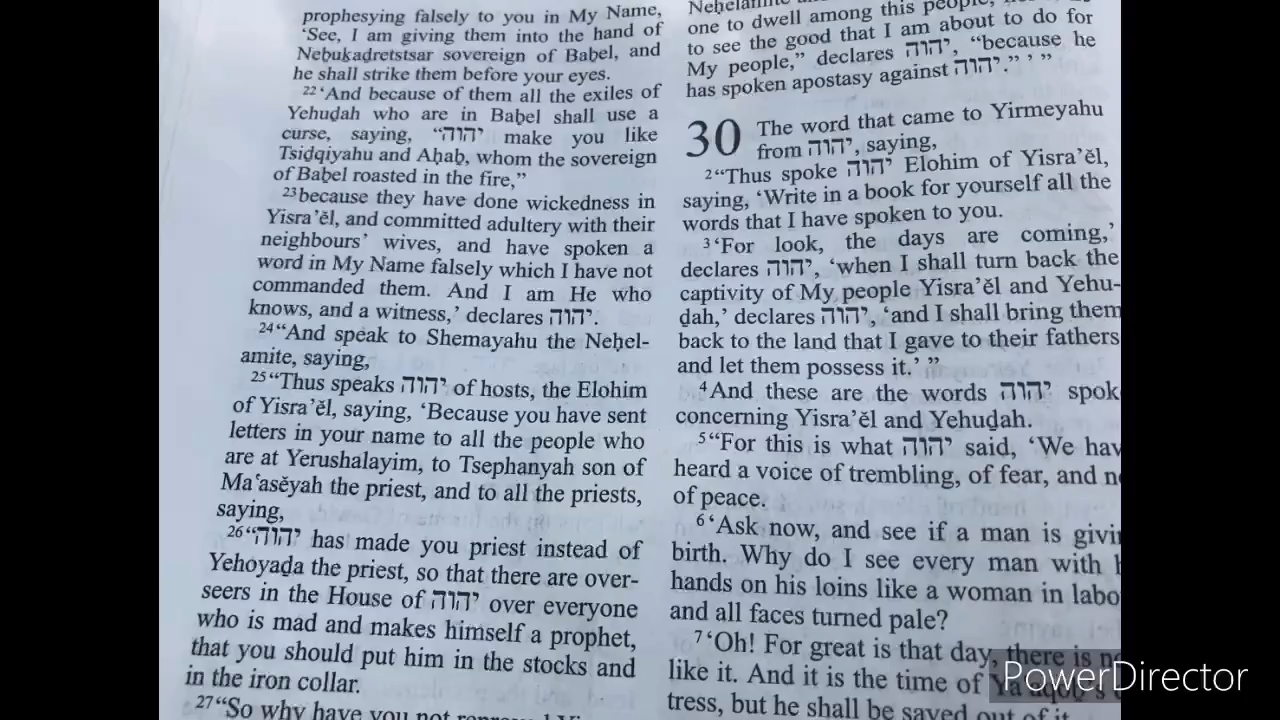 prophesying falsely to you in My Name,
‘See, I am giving them into the hand of
Neḇukaḏretstsar sovereign of Baḇel, and
he shall strike them before your eyes.
22‘And because of them all the exiles of
Yehuḏah who are in Baḇel shall use a
curse, saying, “יהוה make you like
Tsiḏqiyahu and Aḥaḇ, whom the sovereign
of Baḇel roasted in the fire,”
23because they have done wickedness in
Yisra’ĕl, and committed adultery with their
neighbours’ wives, and have spoken a
word in My Name falsely which I have not
commanded them. And I am He who
knows, and a witness,’ declares יהוה.
24“And speak to Shemayahu the Neḥel-
amite, saying,
25“Thus speaks יהוה of hosts, the Elohim
of Yisra’ĕl, saying, ‘Because you have sent
letters in your name to all the people who
are at Yerushalayim, to Tsephanyah son of
Ma‛asĕyah the priest, and to all the priests,
saying,
26“יהוה has made you priest instead of
Yehoyaḏa the priest, so that there are over-
seers in the House of יהוה over everyone
who is mad and makes himself a prophet,
that you should put him in the stocks and
in the iron collar.
27“So why have you not
one to dwell among this people,
to see the good that I am about to do for
My people,” declares יהוה, “because he
has spoken apostasy against יהוה.” ’ ”
30 The word that came to Yirmeyahu
from יהוה, saying,
2“Thus spoke יהוה Elohim of Yisra’ĕl,
saying, ‘Write in a book for yourself all the
words that I have spoken to you.
3‘For look, the days are coming,’
declares יהוה, ‘when I shall turn back the
captivity of My people Yisra’ĕl and Yehu-
ḏah,’ declares יהוה, ‘and I shall bring them
back to the land that I gave to their fathers
and let them possess it.’ ”
4And these are the words יהוה spok
concerning Yisra’ĕl and Yehuḏah.
5“For this is what יהוה said, ‘We hav
heard a voice of trembling, of fear, and n
of peace.
6‘Ask now, and see if a man is givi
birth. Why do I see every man with
hands on his loins like a woman in labo
and all faces turned pale?
7‘Oh! For great is that day, there is
like it. And it is the time of
tress, but he shall be saved out of it
PowerDirector